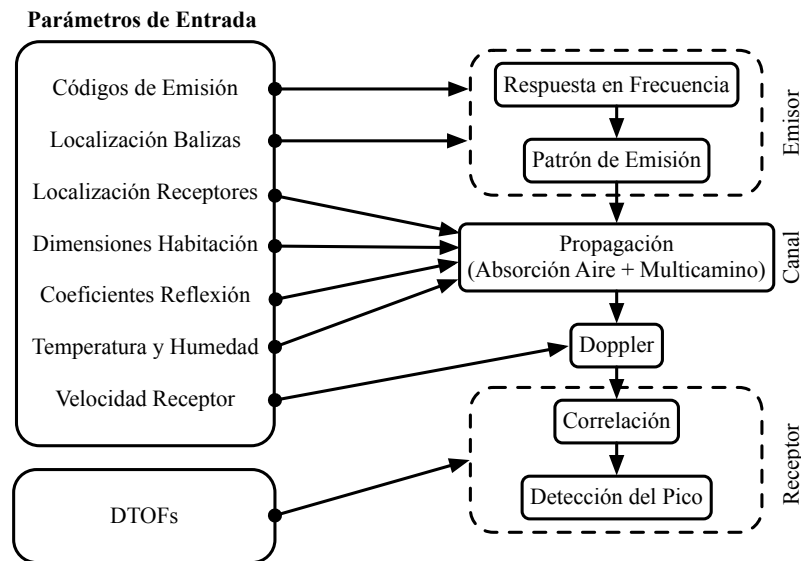 Parámetros de Entrada
Códigos de Emisión
Localización Balizas
Localización Receptores
Dimensiones Habitación
Coeficientes Reflexión
Temperatura y Humedad
Velocidad Receptor
DTOFs
Respuesta en Frecuencia
Patrón de Emisión
Emisor
Propagación
(Absorción Aire + Multicamino)
Canal
Doppler
Correlación
Detección del Pico
Receptor